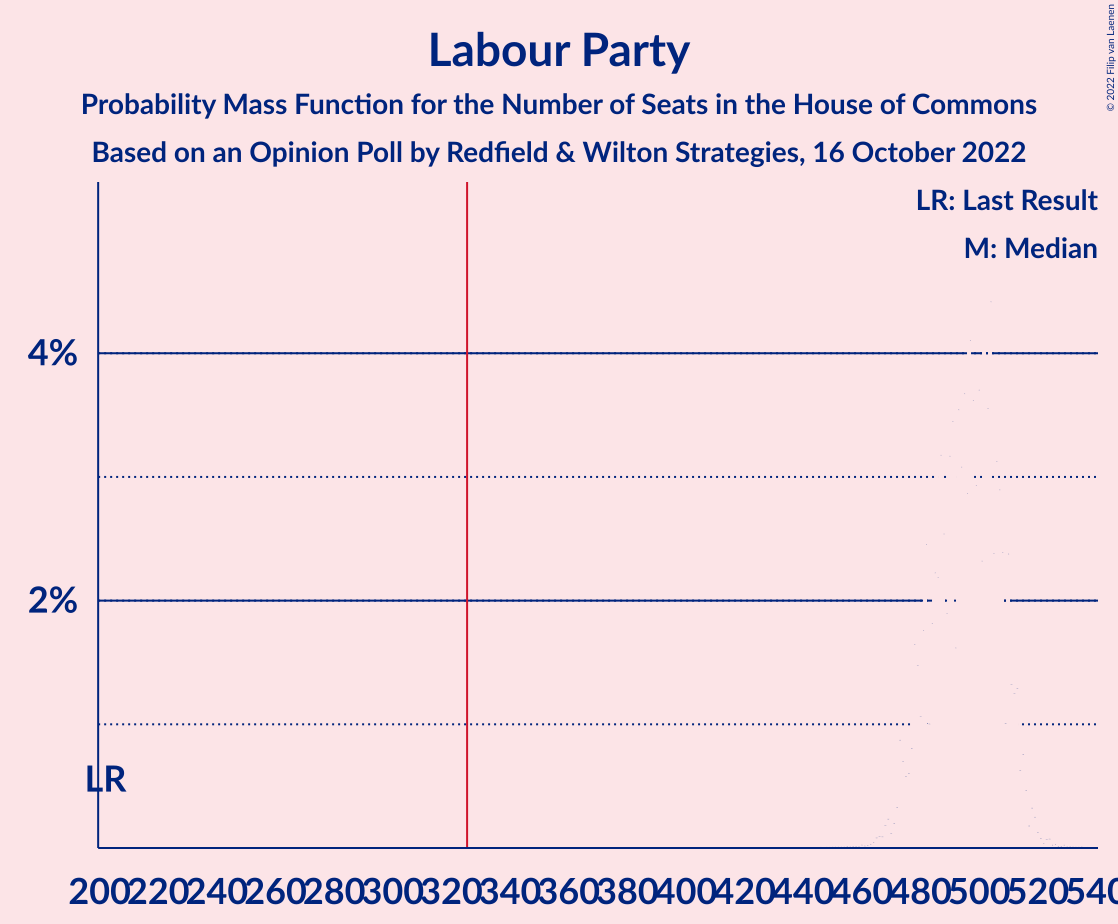 Labour Party
Probability Mass Function for the Number of Seats in the House of Commons
Based on an Opinion Poll by Redfield & Wilton Strategies, 16 October 2022
© 2022 Filip van Laenen
LR: Last Result
M: Median
4%
2%
LR
200 220 240 260 280 300 320 340 360 380 400 420 440 460 480 500 520 540